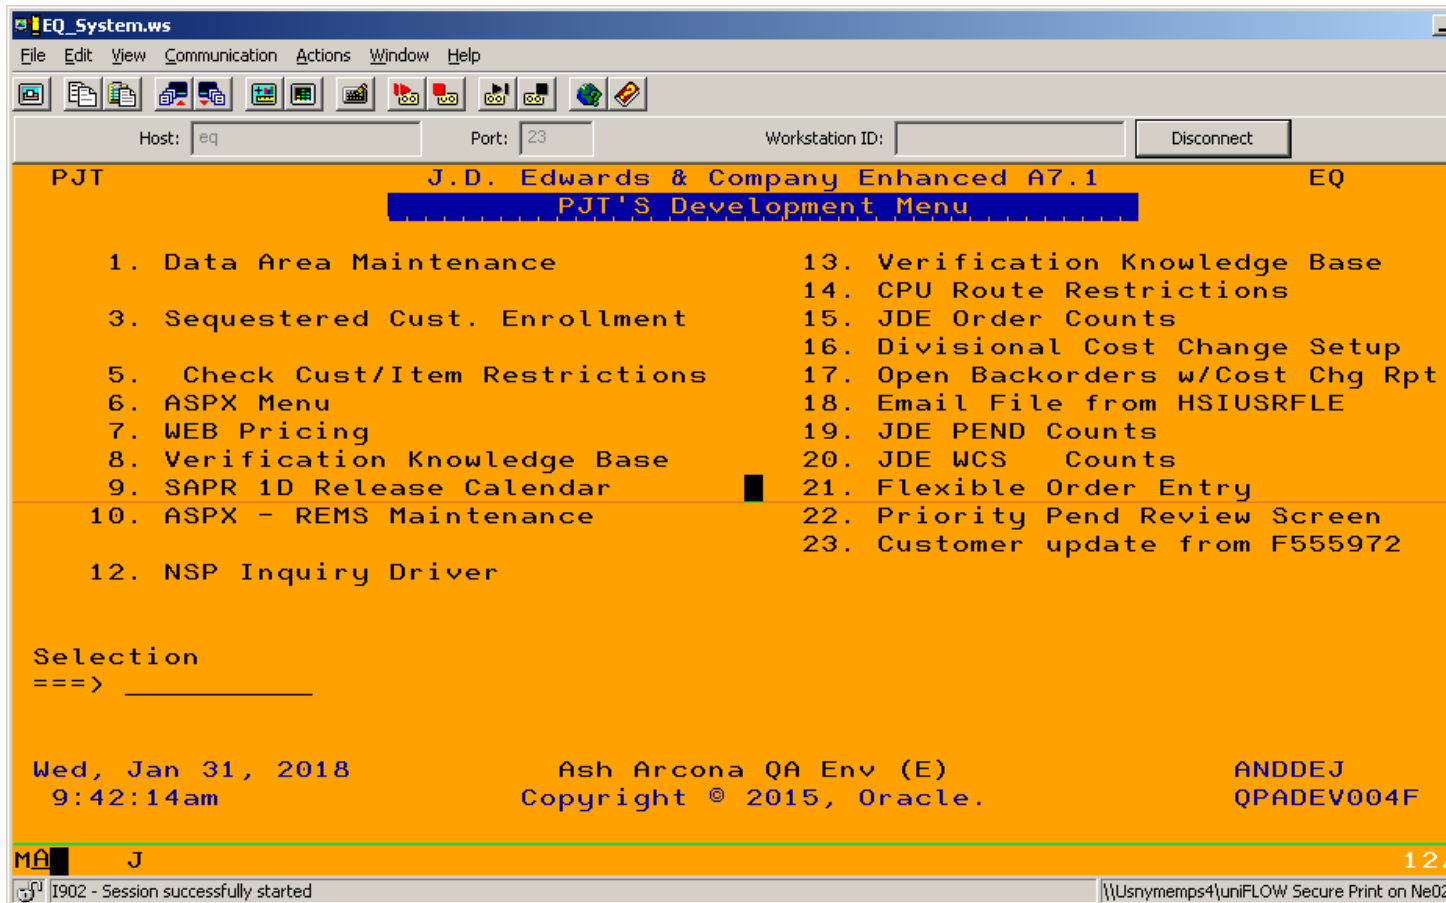 EQ_System.ws
File Edit View Communication Actions Window Help
Host: eq Port: 23 Workstation ID: Disconnect
PJT J.D. Edwards & Company Enhanced A7.1 EQ
PJT'S Development Menu
1. Data Area Maintenance 13. Verification Knowledge Base
14. CPU Route Restrictions
3. Sequestered Cust. Enrollment 15. JDE Order Counts
16. Divisional Cost Change Setup
5. Check Cust/Item Restrictions 17. Open Backorders w/Cost Chg Rpt
6. ASPX Menu 18. Email File from HSIUSRFLE
7. WEB Pricing 19. JDE PEND Counts
8. Verification Knowledge Base 20. JDE WCS Counts
9. SAPR 1D Release Calendar 21. Flexible Order Entry
10. ASPX - REMS Maintenance 22. Priority Pend Review Screen
23. Customer update from F555972
12. NSP Inquiry Driver
Selection
===>
Wed, Jan 31, 2018 Ash Arcona QA Env (E) ANDDEJ
9:42:14am Copyright © 2015, Oracle. QPADEV004F
MA J 12/
I902 - Session successfully started \\Usnymemps4\uniFLOW Secure Print on Ne02